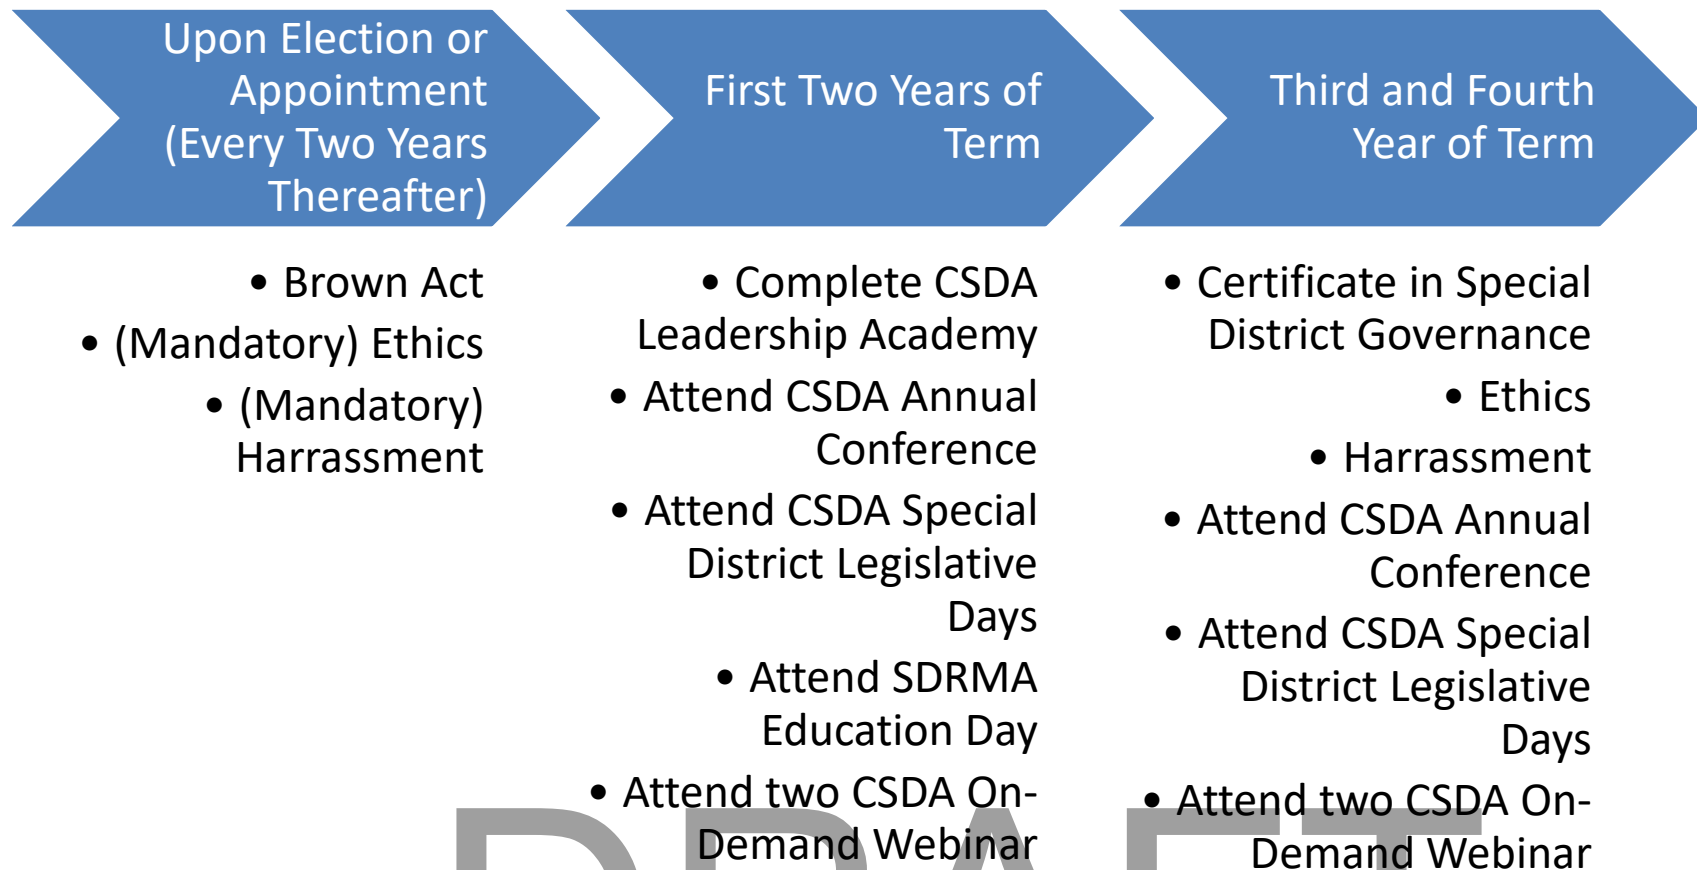 Upon Election or
Appointment
(Every Two Years
Thereafter)
• Brown Act
• (Mandatory) Ethics
• (Mandatory)
Harrassment
First Two Years of
Term
• Complete CSDA
Leadership Academy
• Attend CSDA Annual
Conference
• Attend CSDA Special
District Legislative
Days
• Attend SDRMA
Education Day
• Attend two CSDA On-
Demand Webinar
Third and Fourth
Year of Term
• Certificate in Special
District Governance
• Ethics
• Harrassment
• Attend CSDA Annual
Conference
• Attend CSDA Special
District Legislative
Days
• Attend two CSDA On-
Demand Webinar
DRAFT